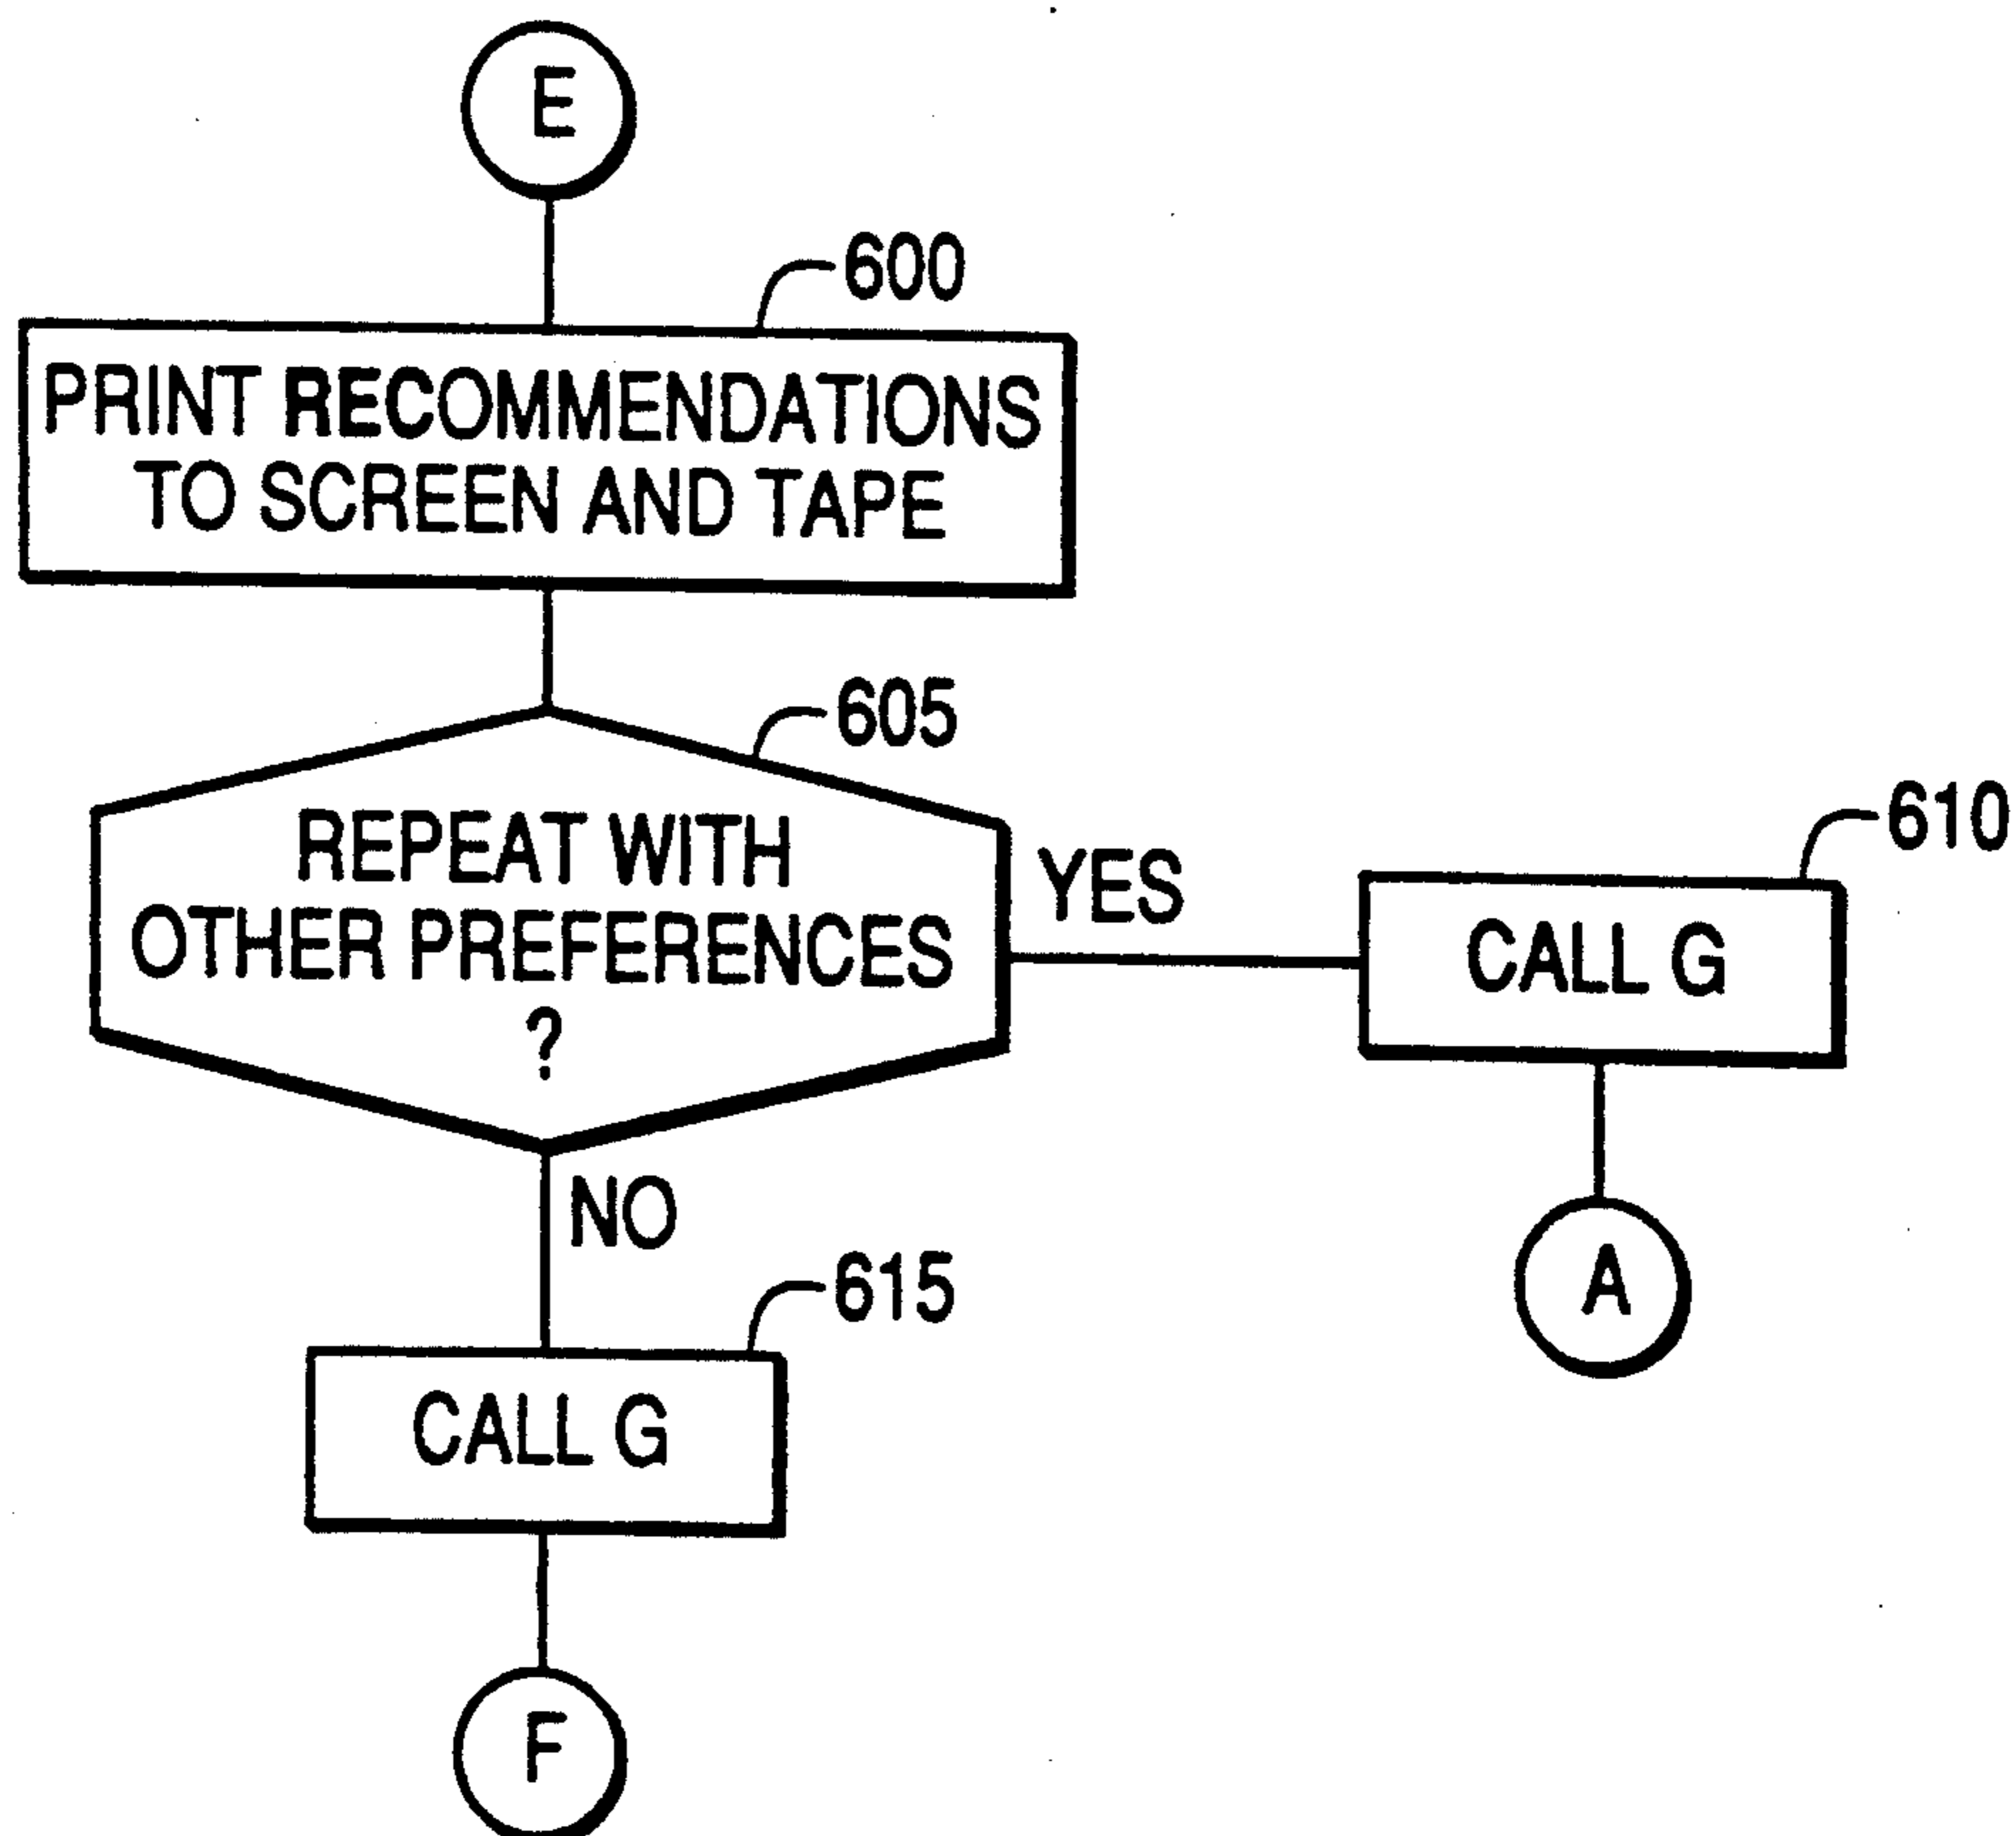 E
600
PRINT RECOMMENDATIONS
TO SCREEN AND TAPE
605
REPEAT WITH
OTHER PREFERENCES
?
YES
610
CALL G
A
NO
615
CALL G
F